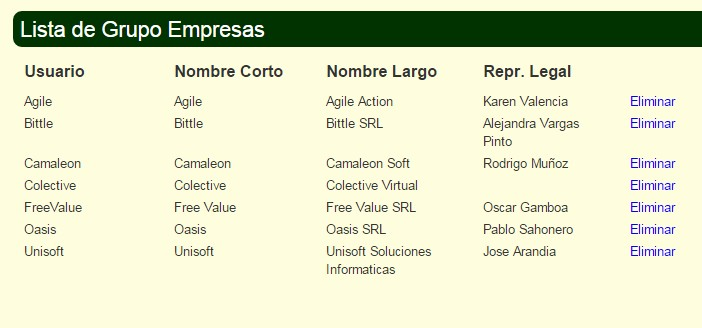 Lista de Grupo Empresas
Usuario Nombre Corto Nombre Largo Repr. Legal
Agile Agile Agile Action Karen Valencia Eliminar
Bittle Bittle Bittle SRL Alejandra Vargas Eliminar
Pinto
Camaleon Camaleon Camaleon Soft Rodrigo Muñoz Eliminar
Colective Colective Colective Virtual Eliminar
FreeValue Free Value Free Value SRL Oscar Gamboa Eliminar
Oasis Oasis Oasis SRL Pablo Sahonero Eliminar
Unisoft Unisoft Unisoft Soluciones Jose Arandia Eliminar
Informaticas